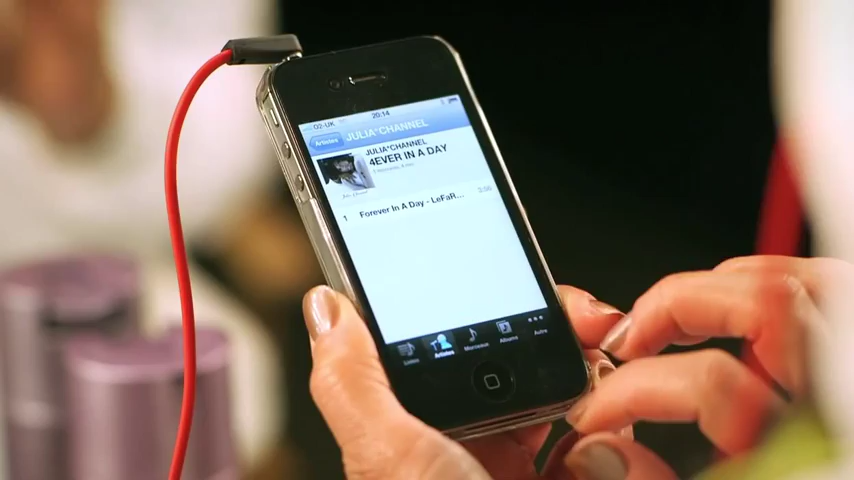 O2-UK
20:14
Artistes
JULIA*CHANNEL
JULIA*CHANNEL
4EVER IN A DAY
1 Forever In A Day - LeFaR...
3:55
Listes
Artistes
Morceaux
Albums
Autre